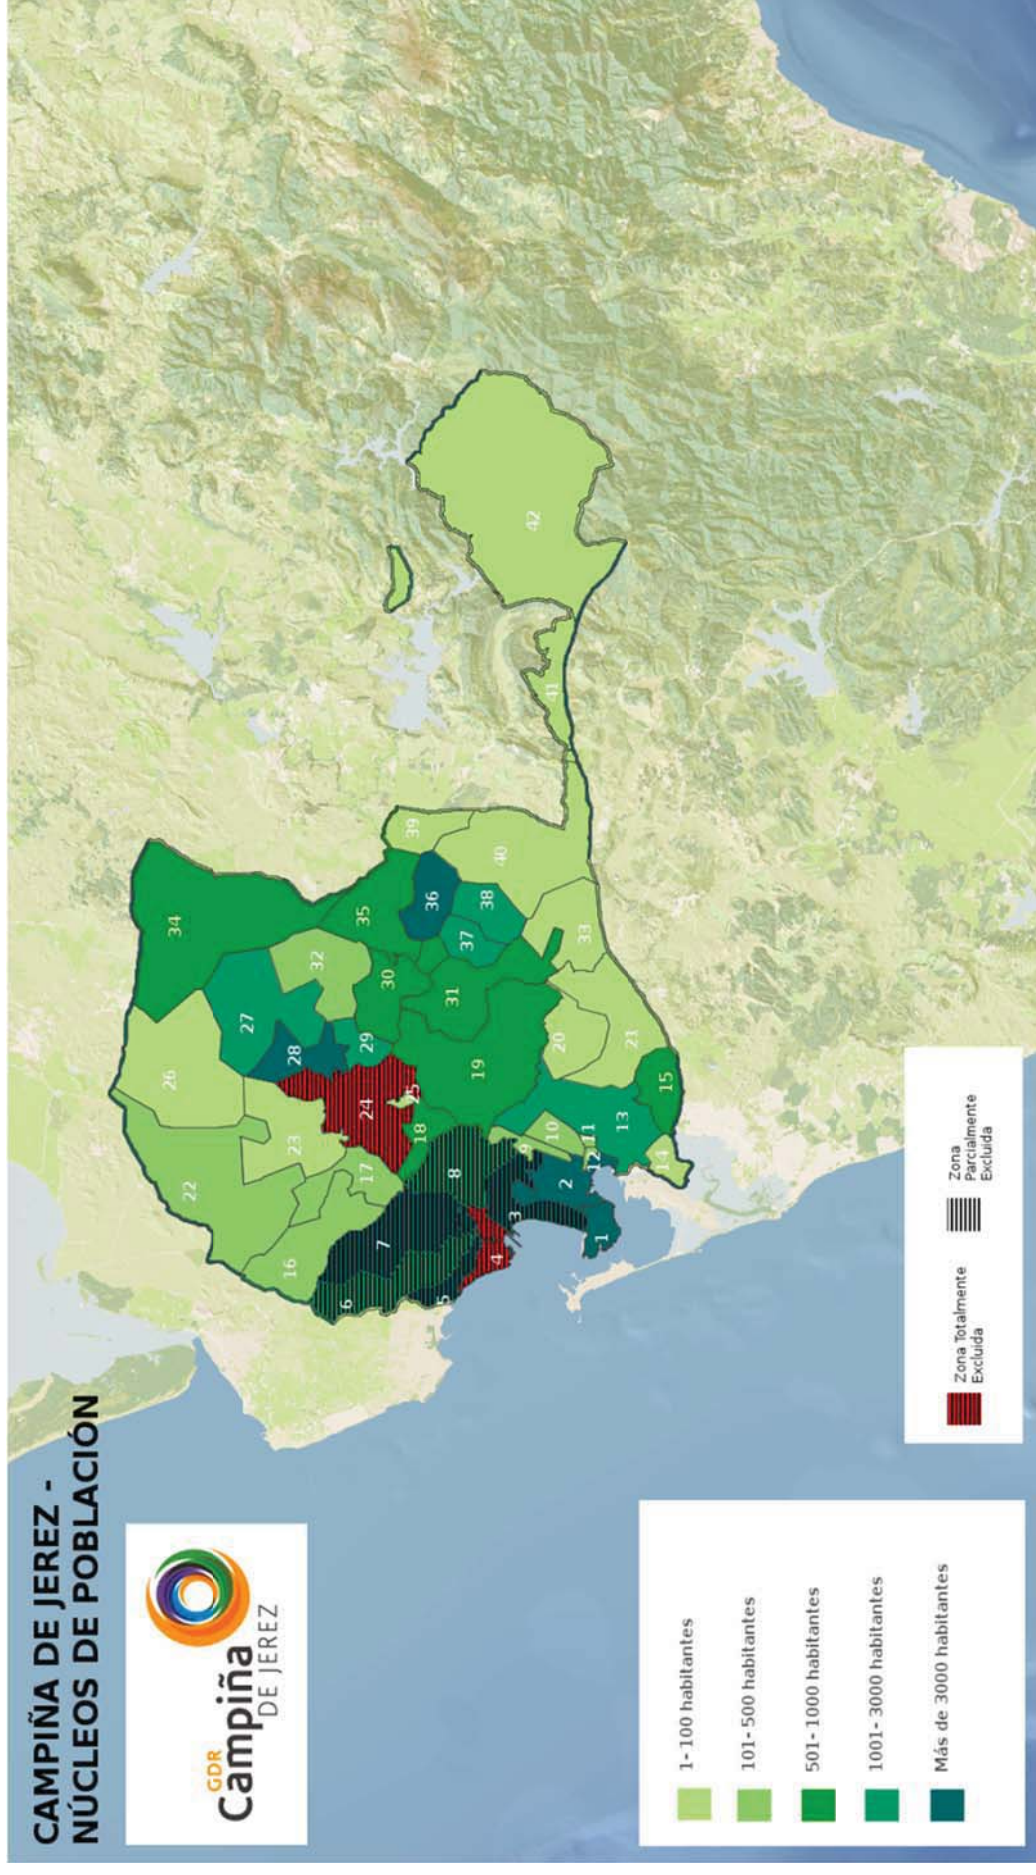 CAMPIÑA DE JEREZ -
NÚCLEOS DE POBLACIÓN
GDR
Campiña
DE JEREZ
1- 100 habitantes
101- 500 habitantes
501- 1000 habitantes
1001- 3000 habitantes
Más de 3000 habitantes
Zona Totalmente
Excluida
Zona
Parcialmente
Excluida
1
2
3
4
5
6
7
8
9
10
11
12
13
14
15
16
17
18
19
20
21
22
23
24
25
26
27
28
29
30
31
32
33
34
35
36
37
38
39
40
41
42